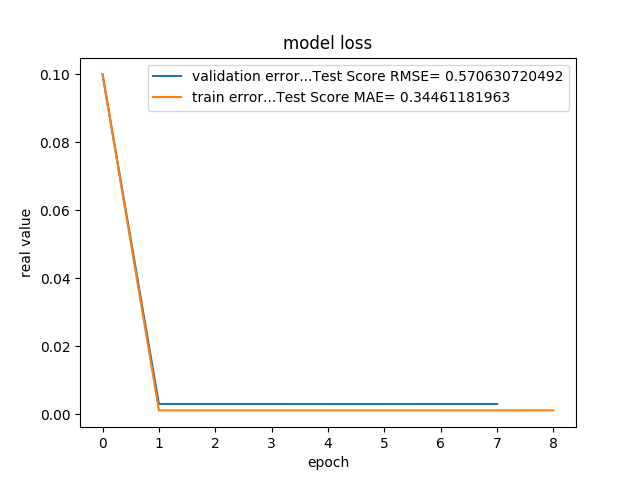 model loss
validation error...Test Score RMSE= 0.570630720492
train error...Test Score MAE= 0.34461181963
0.10
0.08
0.06
0.04
0.02
0.00
real value
0 1 2 3 4 5 6 7 8
epoch